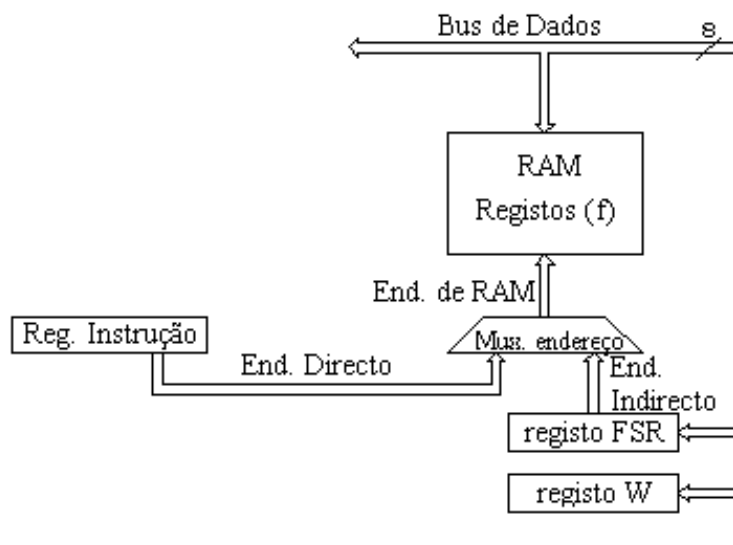 Bus de Dados
8
RAM
Registos (f)
End. de RAM
Reg. Instrução
Mux. endereço
End. Directo
End.
Indirecto
registo FSR
registo W